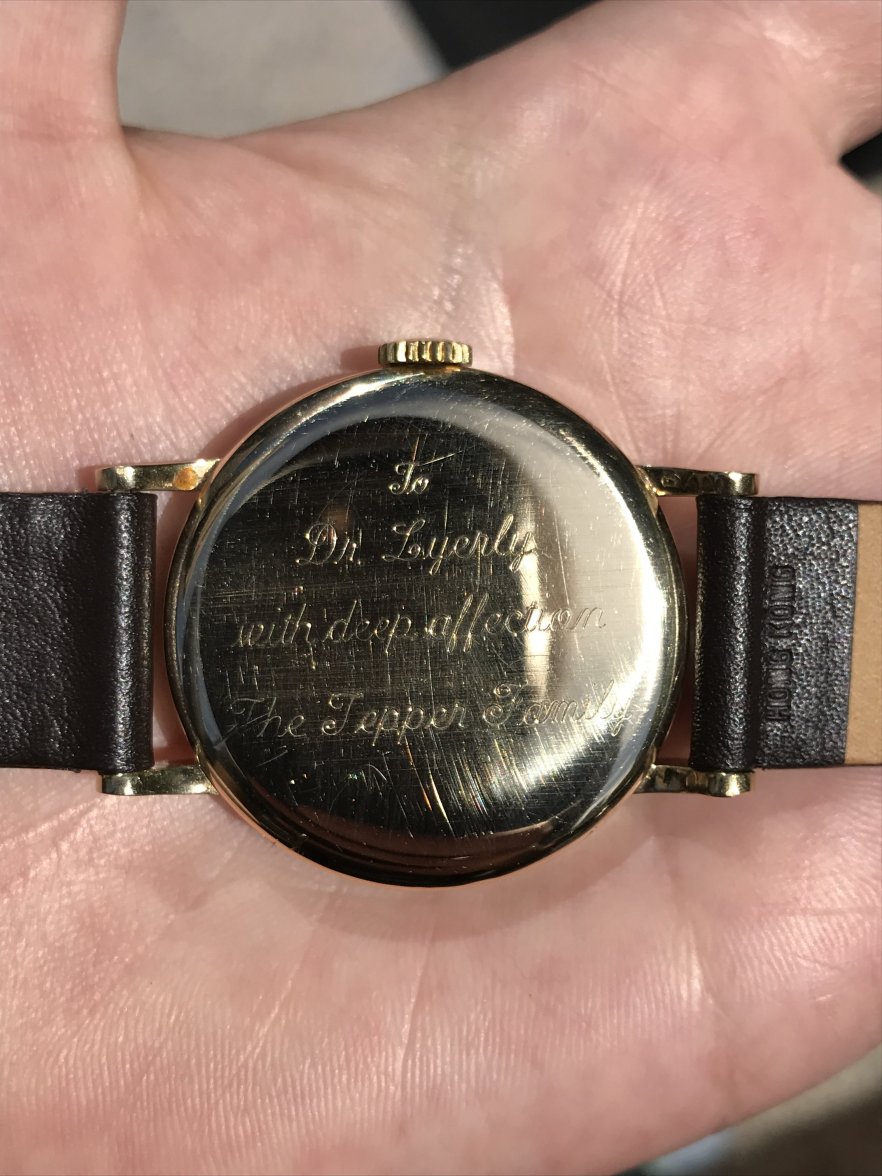 To
Dr. Lyerly
with deep affection
The Tepper Family
HONG KONG